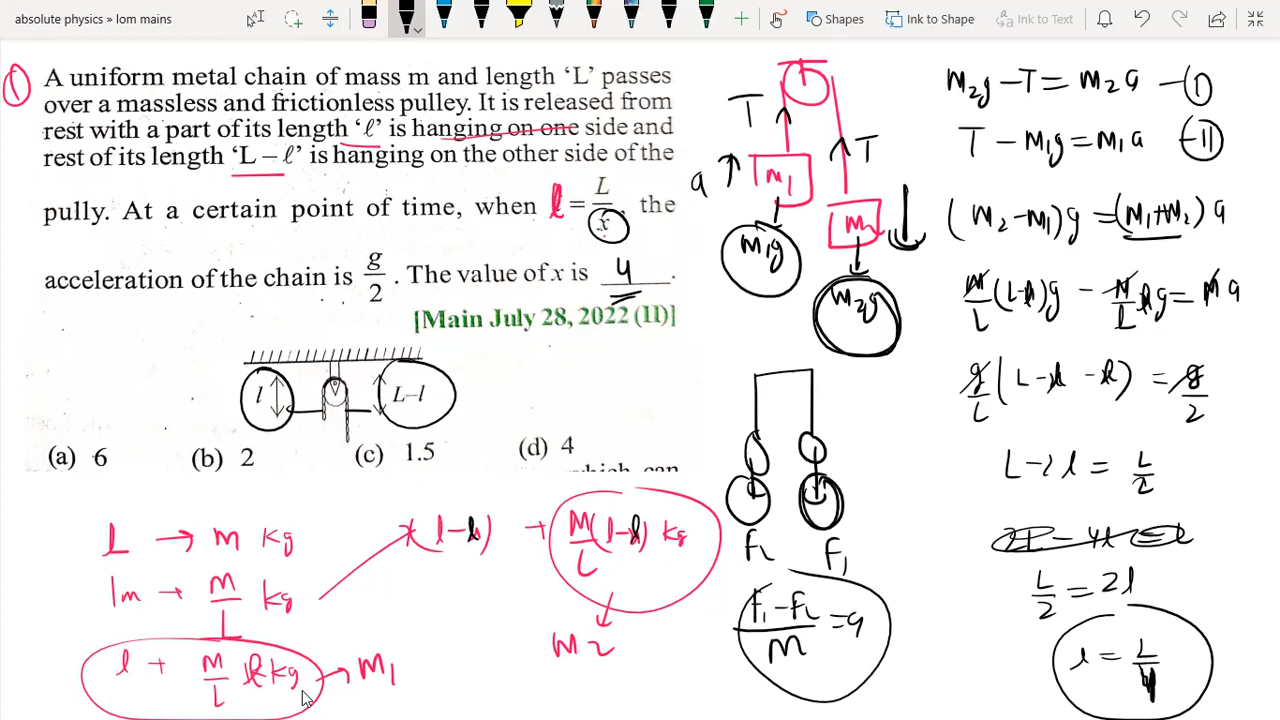 absolute physics » lom mains
Shapes
Ink to Shape
Ink to Text
① A uniform metal chain of mass m and length ‘L’ passes
over a massless and frictionless pulley. It is released from
rest with a part of its length ‘ℓ’ is hanging on one side and
rest of its length ‘L – ℓ’ is hanging on the other side of the
pully. At a certain point of time, when l = L/x, the
acceleration of the chain is g/2. The value of x is 4.
[Main July 28, 2022 (II)]
l
L–l
(a) 6 (b) 2 (c) 1.5 (d) 4
L → m kg
1m → m/L kg
l → M/L l kg → M1
x(l-l) → M/L (l-l) kg
M2
T
T
a
m1
m2
m1g
m2g
F2 F1
F1 - F2 / M = a
m2g - T = m2 a - ①
T - m1g = m1 a - ⑪
(m2 - m1)g = (m1 + m2) a
M/L (L-l)g - M/L lg = M a
g/L (L - l - l) = g/2
L - 2l = L/2
L/2 = 2l
l = L/4